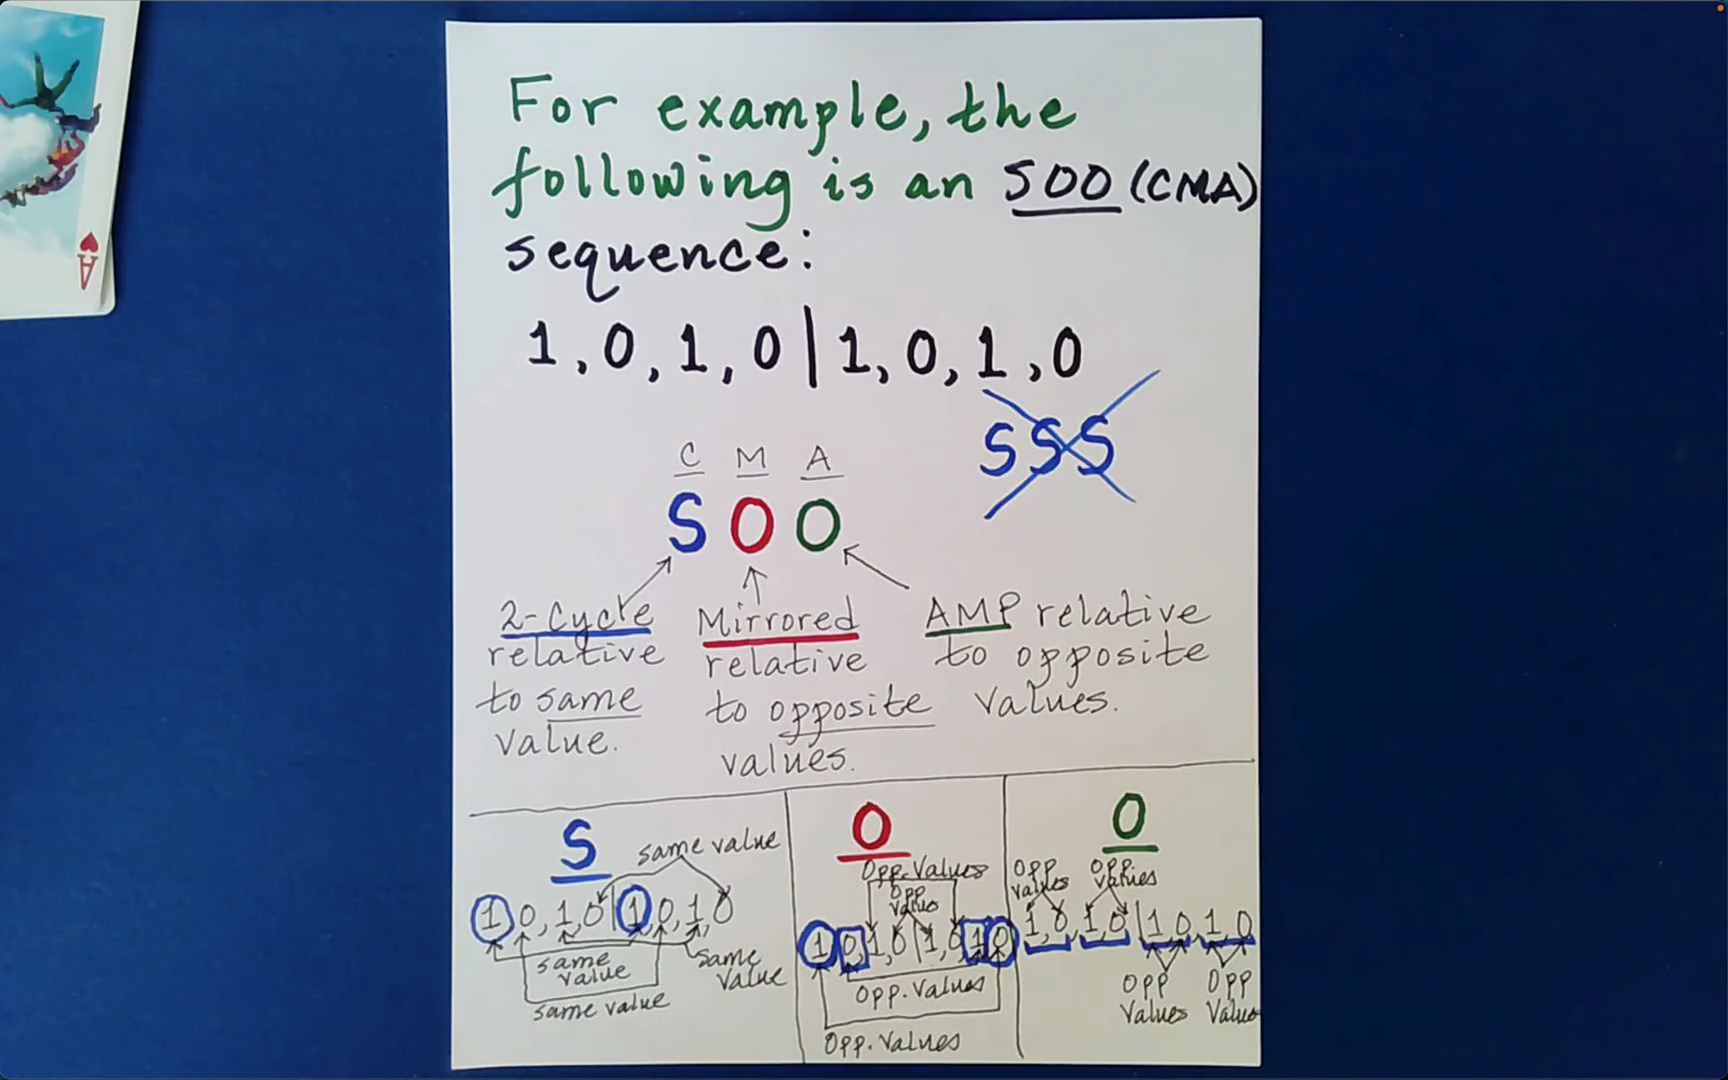 For example, the
following is an SOO (CMA)
sequence:
1, 0, 1, 0 | 1, 0, 1, 0
SSS
C M A
S O O
2-Cycle
relative
to same
value.
Mirrored
relative
to opposite
values.
AMP relative
to opposite
values.
S
same value
1, 0, 1, 0 | 1, 0, 1, 0
same
value
same
value
same value
O
Opp. Values
Opp
Values
1, 0, 1, 0 | 1, 0, 1, 0
Opp. Values
Opp. Values
O
Opp
Values
Opp.
Values
1, 0, 1, 0 | 1, 0, 1, 0
Opp
Values
Opp
Value
A